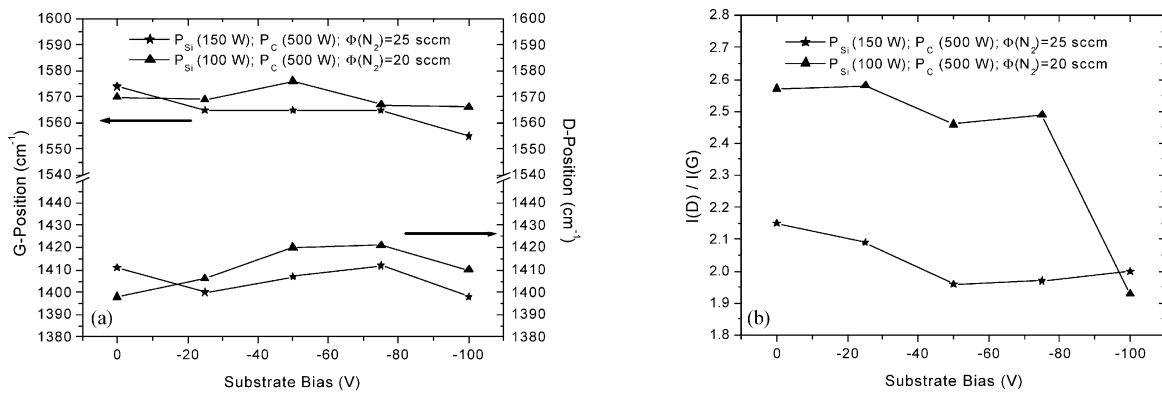 1600
1590
1580
1570
1560
1550
1540
1430
1420
1410
1400
1390
1380
G-Position (cm⁻¹)
P_Si (150 W); P_C (500 W); Φ(N₂)=25 sccm
P_Si (100 W); P_C (500 W); Φ(N₂)=20 sccm
(a)
1600
1590
1580
1570
1560
1550
1540
1430
1420
1410
1400
1390
1380
D-Position (cm⁻¹)
0 -20 -40 -60 -80 -100
Substrate Bias (V)
2.8
2.7
2.6
2.5
2.4
2.3
2.2
2.1
2.0
1.9
1.8
I(D) / I(G)
P_Si (150 W); P_C (500 W); Φ(N₂)=25 sccm
P_Si (100 W); P_C (500 W); Φ(N₂)=20 sccm
(b)
0 -20 -40 -60 -80 -100
Substrate Bias (V)